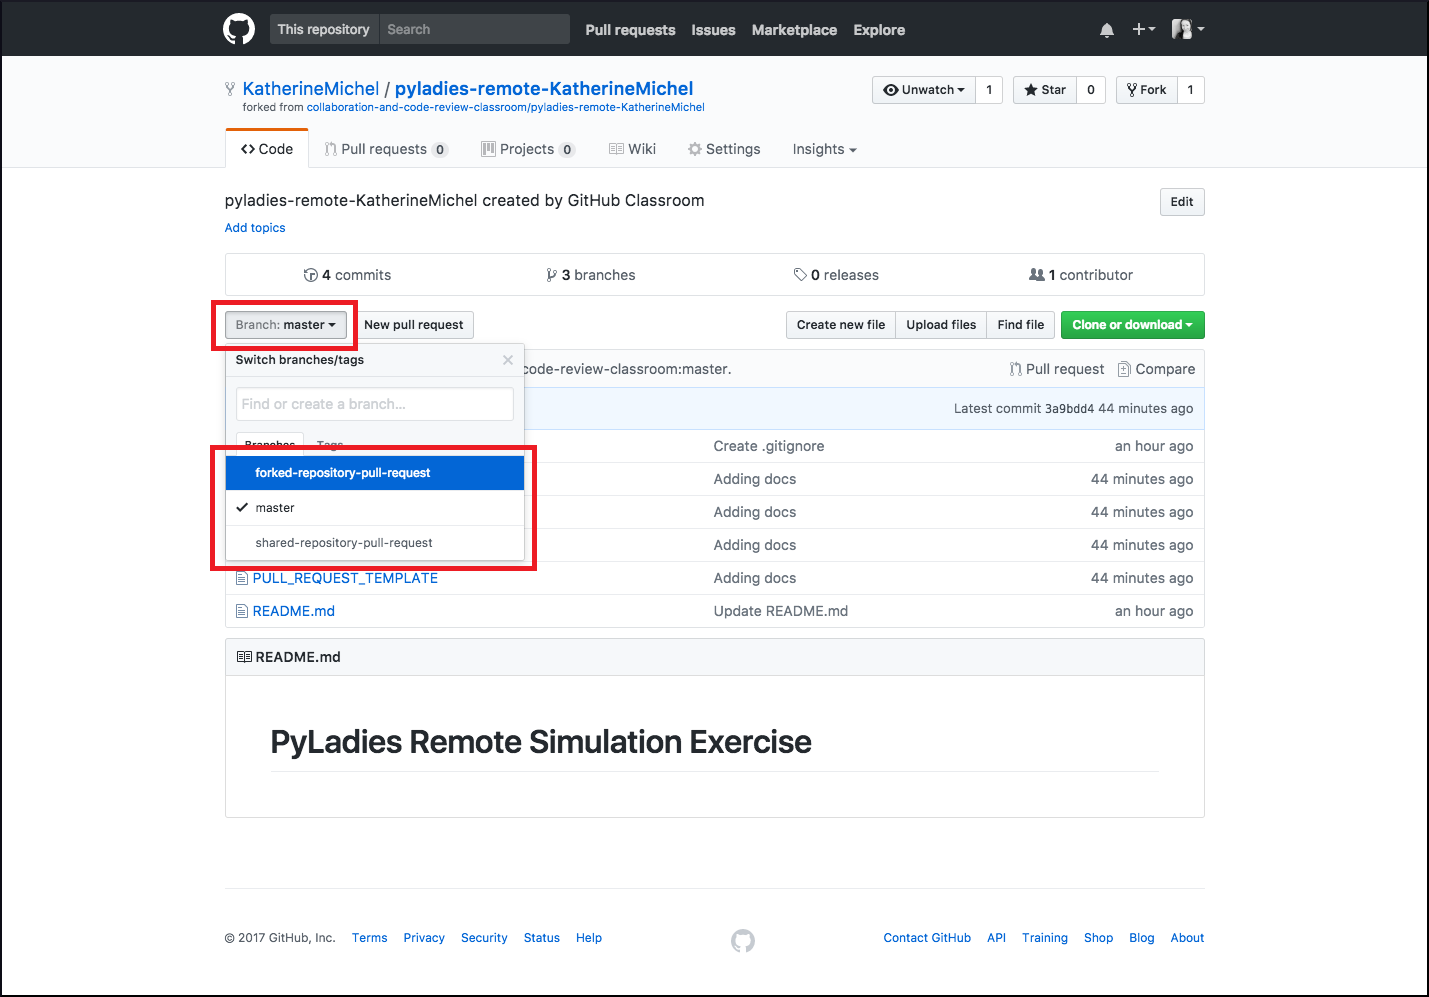 This repository Search Pull requests Issues Marketplace Explore
KatherineMichel / pyladies-remote-KatherineMichel Unwatch 1 Star 0 Fork 1
forked from collaboration-and-code-review-classroom/pyladies-remote-KatherineMichel
Code Pull requests 0 Projects 0 Wiki Settings Insights
pyladies-remote-KatherineMichel created by GitHub Classroom Edit
Add topics
4 commits 3 branches 0 releases 1 contributor
Branch: master New pull request Create new file Upload files Find file Clone or download
Switch branches/tags
code-review-classroom:master. Pull request Compare
Find or create a branch...
Latest commit 3a9bdd4 44 minutes ago
Branches Tags
Create .gitignore an hour ago
forked-repository-pull-request
Adding docs 44 minutes ago
master
Adding docs 44 minutes ago
shared-repository-pull-request
Adding docs 44 minutes ago
PULL_REQUEST_TEMPLATE Adding docs 44 minutes ago
README.md Update README.md an hour ago
README.md
PyLadies Remote Simulation Exercise
© 2017 GitHub, Inc. Terms Privacy Security Status Help Contact GitHub API Training Shop Blog About